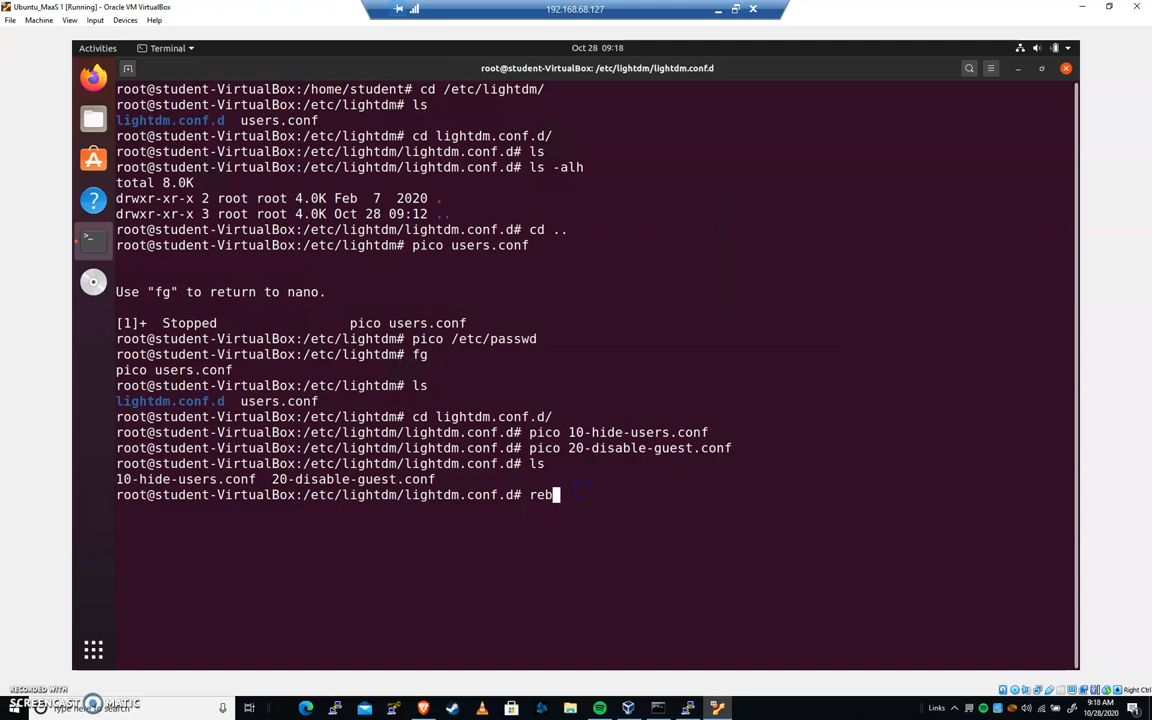 Ubuntu_MaaS 1 [Running] - Oracle VM VirtualBox
192.168.68.127
File Machine View Input Devices Help
Activities Terminal Oct 28 09:18
root@student-VirtualBox: /etc/lightdm/lightdm.conf.d
root@student-VirtualBox:/home/student# cd /etc/lightdm/
root@student-VirtualBox:/etc/lightdm# ls
lightdm.conf.d  users.conf
root@student-VirtualBox:/etc/lightdm# cd lightdm.conf.d/
root@student-VirtualBox:/etc/lightdm/lightdm.conf.d# ls
root@student-VirtualBox:/etc/lightdm/lightdm.conf.d# ls -alh
total 8.0K
drwxr-xr-x 2 root root 4.0K Feb  7  2020 .
drwxr-xr-x 3 root root 4.0K Oct 28 09:12 ..
root@student-VirtualBox:/etc/lightdm/lightdm.conf.d# cd ..
root@student-VirtualBox:/etc/lightdm# pico users.conf
Use "fg" to return to nano.
[1]+  Stopped                 pico users.conf
root@student-VirtualBox:/etc/lightdm# pico /etc/passwd
root@student-VirtualBox:/etc/lightdm# fg
pico users.conf
root@student-VirtualBox:/etc/lightdm# ls
lightdm.conf.d  users.conf
root@student-VirtualBox:/etc/lightdm# cd lightdm.conf.d/
root@student-VirtualBox:/etc/lightdm/lightdm.conf.d# pico 10-hide-users.conf
root@student-VirtualBox:/etc/lightdm/lightdm.conf.d# pico 20-disable-guest.conf
root@student-VirtualBox:/etc/lightdm/lightdm.conf.d# ls
10-hide-users.conf  20-disable-guest.conf
root@student-VirtualBox:/etc/lightdm/lightdm.conf.d# reb
RECORDED WITH
SCREENCAST MATIC
Type here to search
Right Ctrl
Links
9:18 AM
10/28/2020